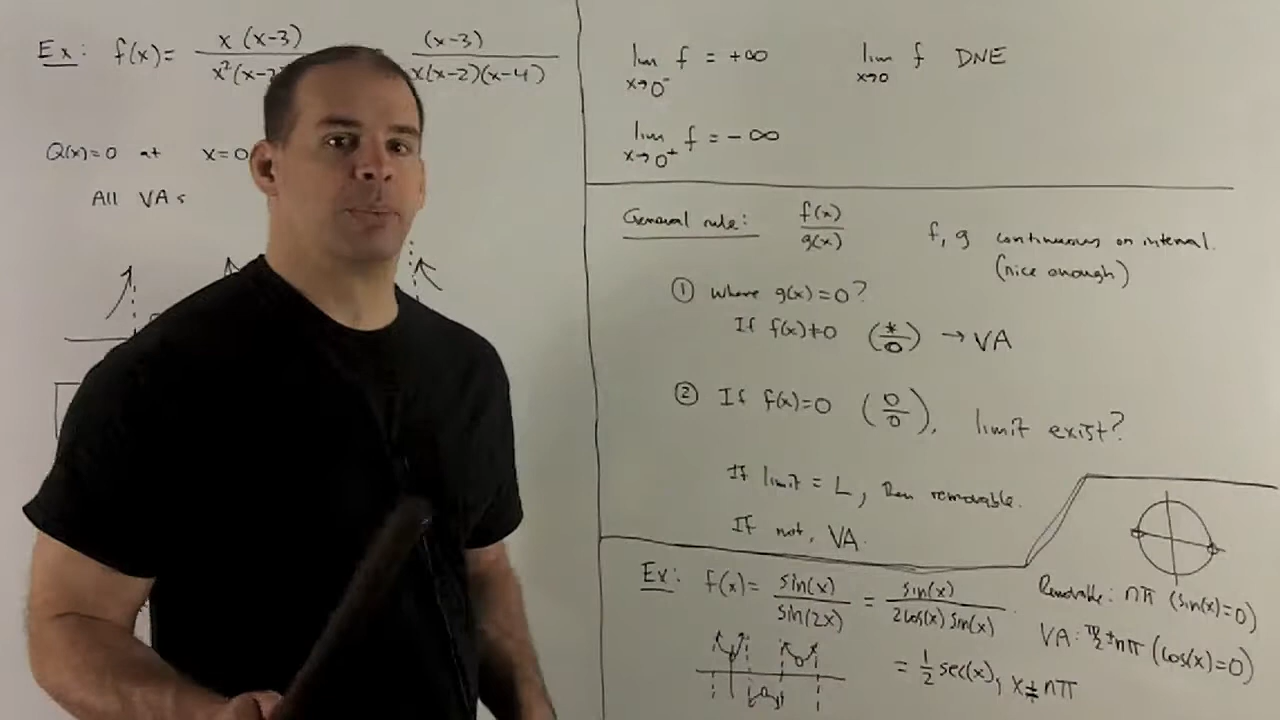 Ex: f(x)= x(x-3) / x²(x-2 (x-3) / x(x-2)(x-4)
Q(x)=0 at x=0
All VAs
lim x→0⁻ f = +∞
lim x→0 f DNE
lim x→0⁺ f = -∞
General rule: f(x)/g(x) f, g continuous on interval.
(nice enough)
① Where g(x)=0?
If f(x)≠0 (*/0) → VA
② If f(x)=0 (0/0), limit exist?
If limit = L, then removable.
If not, VA.
Ex: f(x)= sin(x)/sin(2x) = sin(x)/2cos(x)sin(x).
= 1/2 sec(x), x≠nπ
Removable: nπ (sin(x)=0)
VA: π/2±nπ (cos(x)=0)